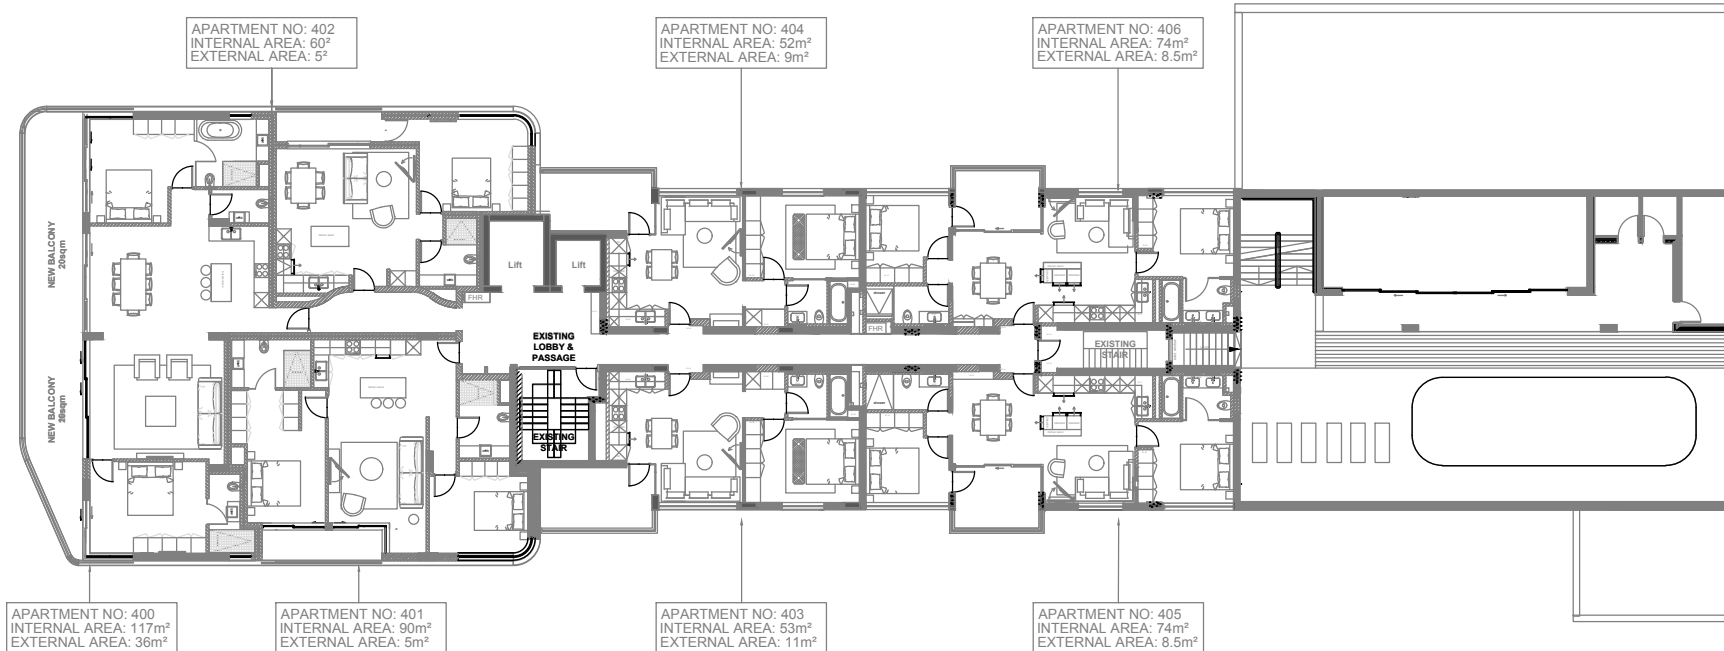 APARTMENT NO: 402
INTERNAL AREA: 60²
EXTERNAL AREA: 5²
APARTMENT NO: 404
INTERNAL AREA: 52m²
EXTERNAL AREA: 9m²
APARTMENT NO: 406
INTERNAL AREA: 74m²
EXTERNAL AREA: 8.5m²
NEW BALCONY
20sqm
Lift
Lift
FHR
FHR
EXISTING
LOBBY &
PASSAGE
EXISTING
STAIR
NEW BALCONY
EXISTING
STAIR
APARTMENT NO: 400
INTERNAL AREA: 117m²
EXTERNAL AREA: 36m²
APARTMENT NO: 401
INTERNAL AREA: 90m²
EXTERNAL AREA: 5m²
APARTMENT NO: 403
INTERNAL AREA: 53m²
EXTERNAL AREA: 11m²
APARTMENT NO: 405
INTERNAL AREA: 74m²
EXTERNAL AREA: 8.5m²